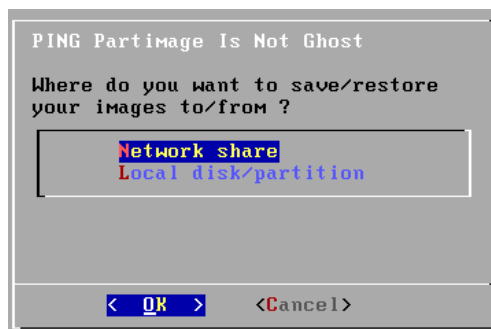 PING Partimage Is Not Ghost
Where do you want to save/restore
your images to/from ?
Network share
Local disk/partition
< OK > <Cancel>